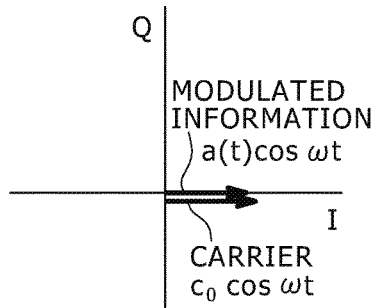 Q
MODULATED
INFORMATION
a(t)cos ωt
I
CARRIER
c₀ cos ωt